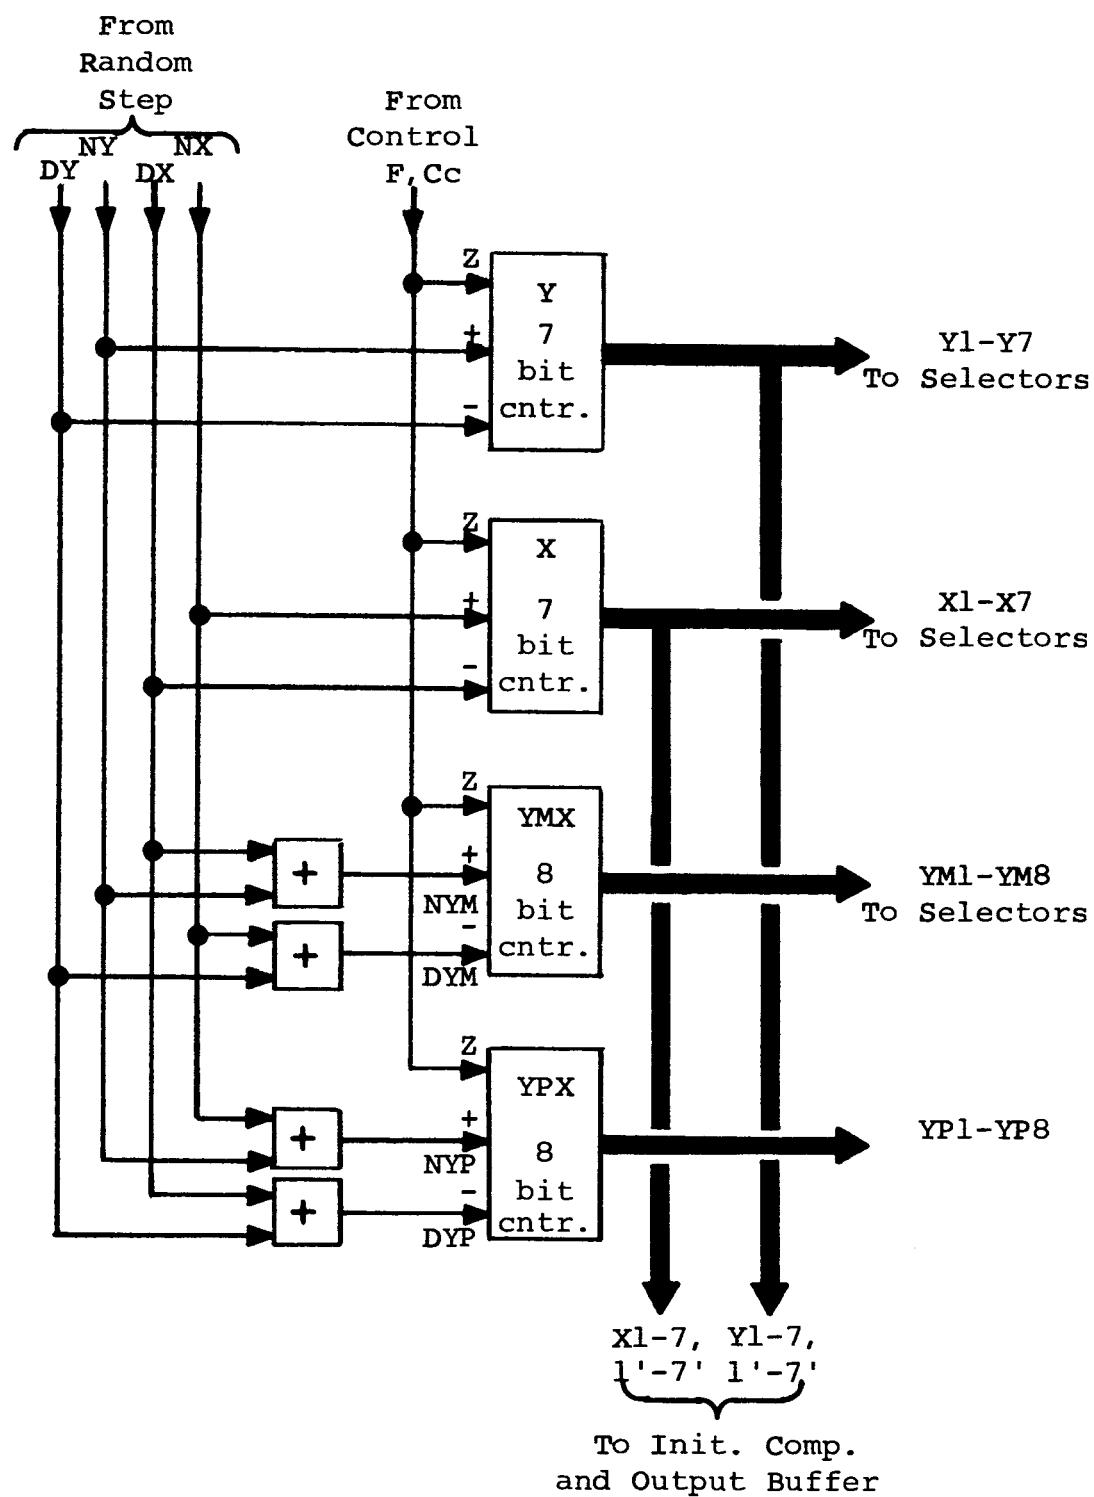 From
Random
Step
NY NX
DY DX
From
Control
F,Cc
Z
Y
+
7
bit
-
cntr.
Y1-Y7
To Selectors
Z
X
+
7
bit
-
cntr.
X1-X7
To Selectors
Z
YMX
+
+
8
NYM
bit
-
+
cntr.
DYM
YM1-YM8
To Selectors
Z
YPX
+
+
8
NYP
bit
-
+
cntr.
DYP
YP1-YP8
X1-7, Y1-7,
1'-7' 1'-7'
To Init. Comp.
and Output Buffer